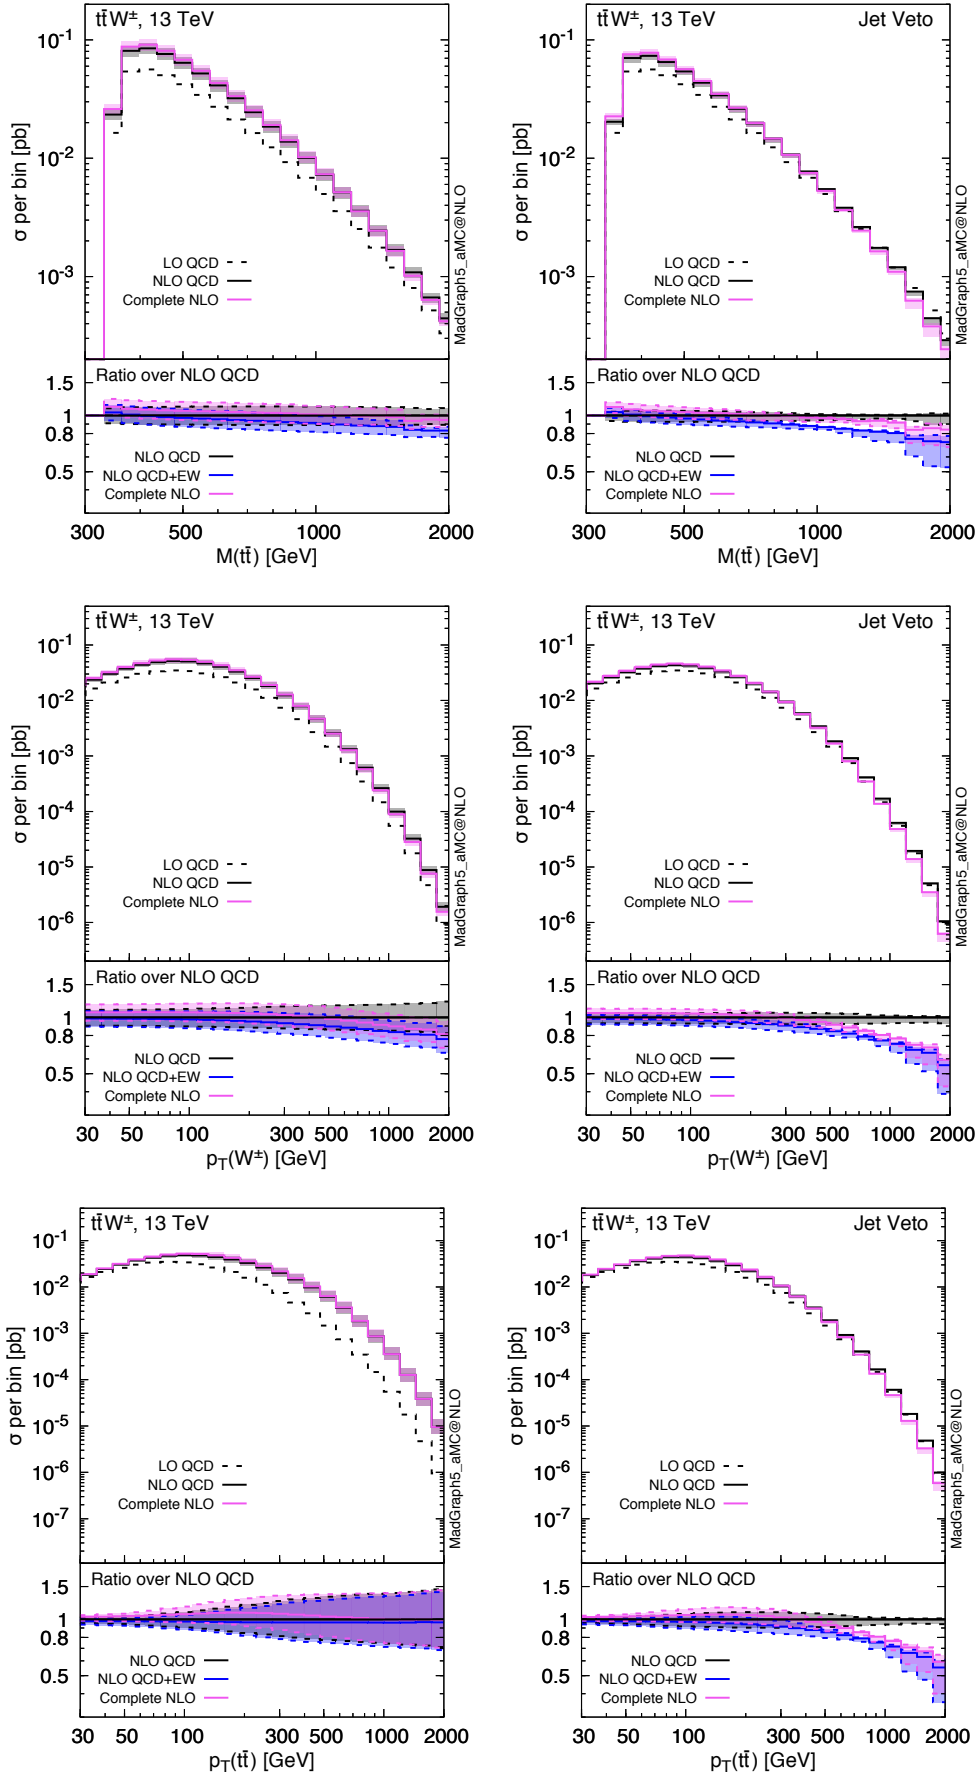 tt̄W±, 13 TeV
10⁻¹
10⁻²
10⁻³
σ per bin [pb]
LO QCD
NLO QCD
Complete NLO
MadGraph5_aMC@NLO
Ratio over NLO QCD
1.5
1
0.8
0.5
NLO QCD
NLO QCD+EW
Complete NLO
300 500 1000 2000
M(tt̄) [GeV]
tt̄W±, 13 TeV Jet Veto
10⁻¹
10⁻²
10⁻³
σ per bin [pb]
LO QCD
NLO QCD
Complete NLO
MadGraph5_aMC@NLO
Ratio over NLO QCD
1.5
1
0.8
0.5
NLO QCD
NLO QCD+EW
Complete NLO
300 500 1000 2000
M(tt̄) [GeV]
tt̄W±, 13 TeV
10⁻¹
10⁻²
10⁻³
10⁻⁴
10⁻⁵
10⁻⁶
σ per bin [pb]
LO QCD
NLO QCD
Complete NLO
MadGraph5_aMC@NLO
Ratio over NLO QCD
1.5
1
0.8
0.5
NLO QCD
NLO QCD+EW
Complete NLO
30 50 100 300 500 1000 2000
p_T(W±) [GeV]
tt̄W±, 13 TeV Jet Veto
10⁻¹
10⁻²
10⁻³
10⁻⁴
10⁻⁵
10⁻⁶
σ per bin [pb]
LO QCD
NLO QCD
Complete NLO
MadGraph5_aMC@NLO
Ratio over NLO QCD
1.5
1
0.8
0.5
NLO QCD
NLO QCD+EW
Complete NLO
30 50 100 300 500 1000 2000
p_T(W±) [GeV]
tt̄W±, 13 TeV
10⁻¹
10⁻²
10⁻³
10⁻⁴
10⁻⁵
10⁻⁶
10⁻⁷
σ per bin [pb]
LO QCD
NLO QCD
Complete NLO
MadGraph5_aMC@NLO
Ratio over NLO QCD
1.5
1
0.8
0.5
NLO QCD
NLO QCD+EW
Complete NLO
30 50 100 300 500 1000 2000
p_T(tt̄) [GeV]
tt̄W±, 13 TeV Jet Veto
10⁻¹
10⁻²
10⁻³
10⁻⁴
10⁻⁵
10⁻⁶
10⁻⁷
σ per bin [pb]
LO QCD
NLO QCD
Complete NLO
MadGraph5_aMC@NLO
Ratio over NLO QCD
1.5
1
0.8
0.5
NLO QCD
NLO QCD+EW
Complete NLO
30 50 100 300 500 1000 2000
p_T(tt̄) [GeV]